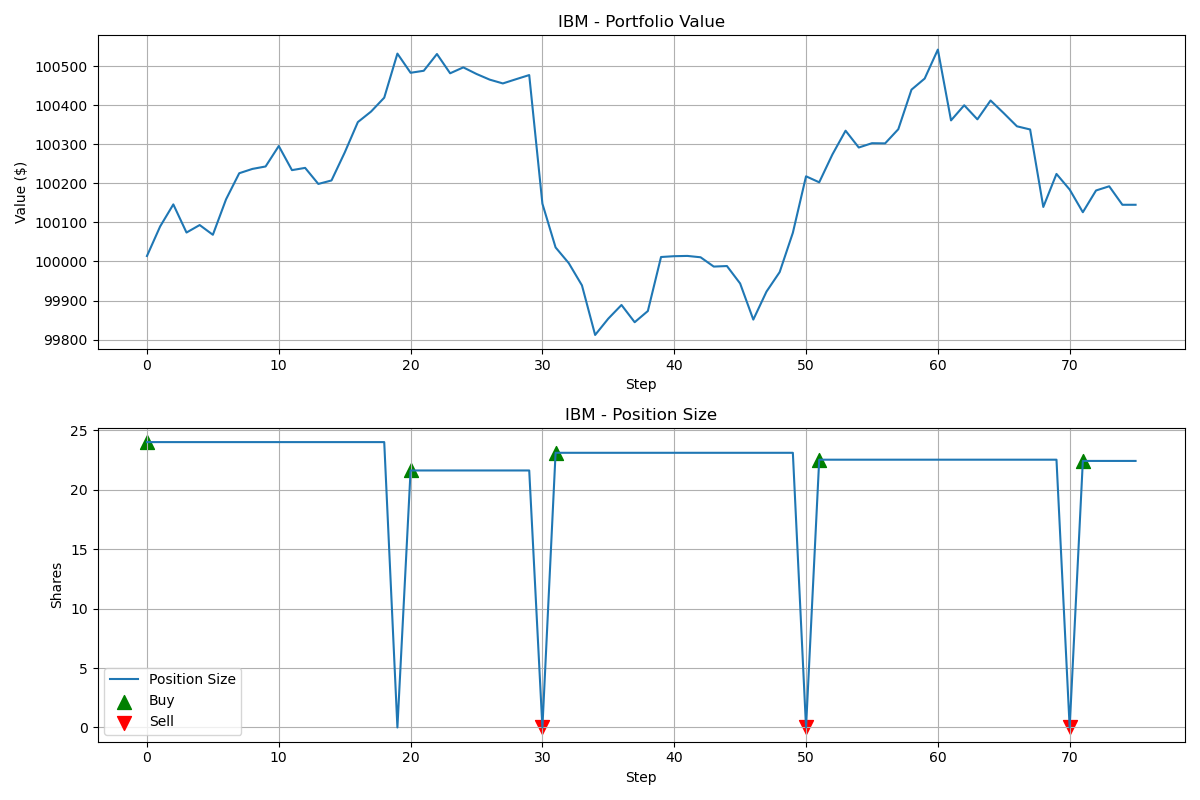 IBM - Portfolio Value
Value ($)
100500
100400
100300
100200
100100
100000
99900
99800
0 10 20 30 40 50 60 70
Step
IBM - Position Size
Shares
25
20
15
10
5
0
Position Size
Buy
Sell
0 10 20 30 40 50 60 70
Step